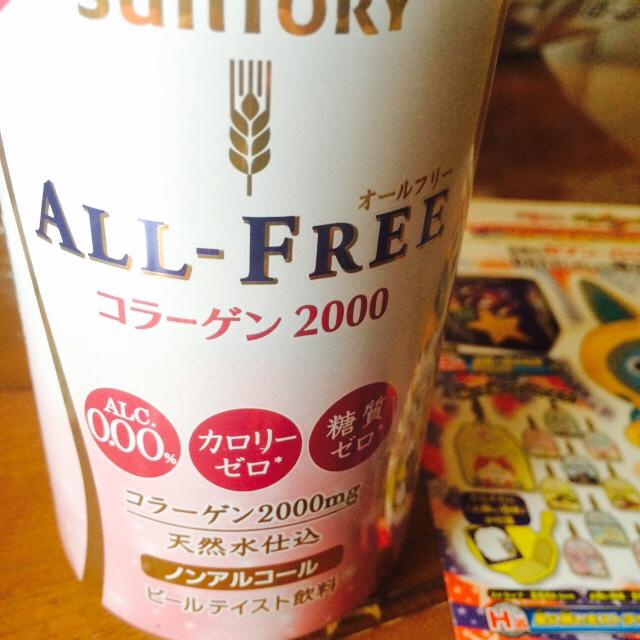 SUNTORY
オールフリー
ALL-FREE
コラーゲン 2000
ALC.
0.00%
カロリー
ゼロ*
糖質
ゼロ*
コラーゲン2000mg
天然水仕込
ノンアルコール
ビールテイスト飲料
H賞